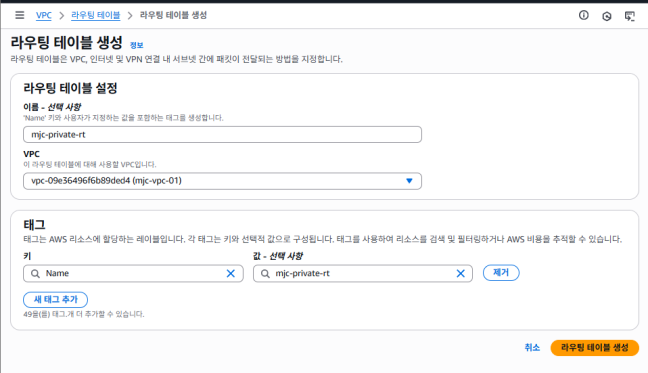 VPC > 라우팅 테이블 > 라우팅 테이블 생성
라우팅 테이블 생성 정보
라우팅 테이블은 VPC, 인터넷 및 VPN 연결 내 서브넷 간에 패킷이 전달되는 방법을 지정합니다.
라우팅 테이블 설정
이름 - 선택 사항
'Name' 키와 사용자가 지정하는 값을 포함하는 태그를 생성합니다.
mjc-private-rt
VPC
이 라우팅 테이블에 대해 사용할 VPC입니다.
vpc-09e36496f6b89ded4 (mjc-vpc-01)
태그
태그는 AWS 리소스에 할당하는 레이블입니다. 각 태그는 키와 선택적 값으로 구성됩니다. 태그를 사용하여 리소스를 검색 및 필터링하거나 AWS 비용을 추적할 수 있습니다.
키 값 - 선택 사항
Name mjc-private-rt 제거
새 태그 추가
49을(를) 태그.개 더 추가할 수 있습니다.
취소 라우팅 테이블 생성